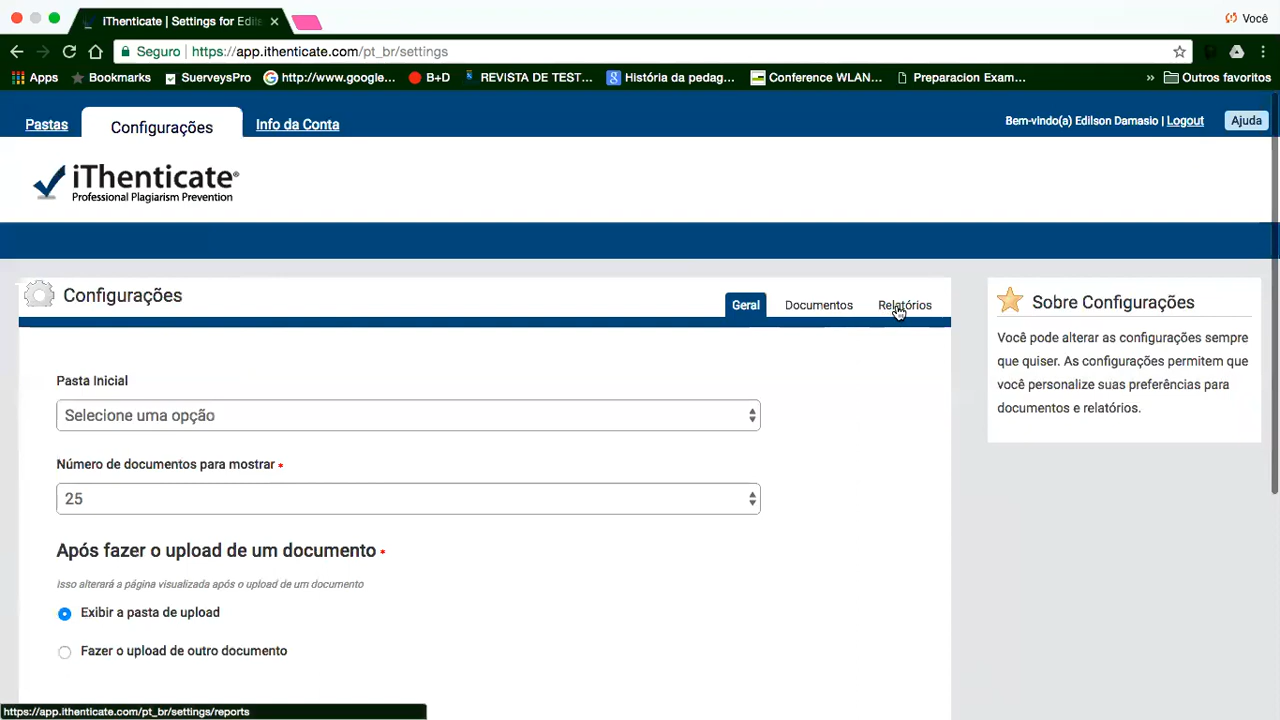 iThenticate | Settings for Edi
Você
Seguro | https://app.ithenticate.com/pt_br/settings
Apps
Bookmarks
SuerveysPro
http://www.google...
B+D
REVISTA DE TEST...
História da pedag...
Conference WLAN...
Preparacion Exam...
»
Outros favoritos
Pastas
Configurações
Info da Conta
Bem-vindo(a) Edilson Damasio | Logout
Ajuda
iThenticate®
Professional Plagiarism Prevention
Configurações
Geral
Documentos
Relatórios
Pasta Inicial
Selecione uma opção
Número de documentos para mostrar *
25
Após fazer o upload de um documento *
Isso alterará a página visualizada após o upload de um documento
Exibir a pasta de upload
Fazer o upload de outro documento
Sobre Configurações
Você pode alterar as configurações sempre
que quiser. As configurações permitem que
você personalize suas preferências para
documentos e relatórios.
https://app.ithenticate.com/pt_br/settings/reports